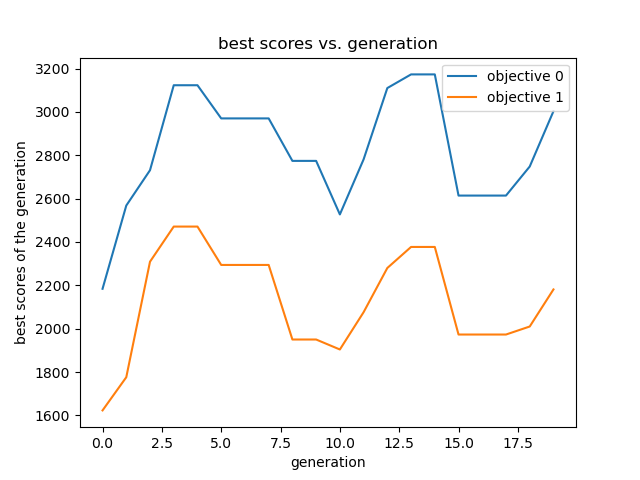 best scores vs. generation
objective 0
objective 1
best scores of the generation
3200
3000
2800
2600
2400
2200
2000
1800
1600
0.0 2.5 5.0 7.5 10.0 12.5 15.0 17.5
generation